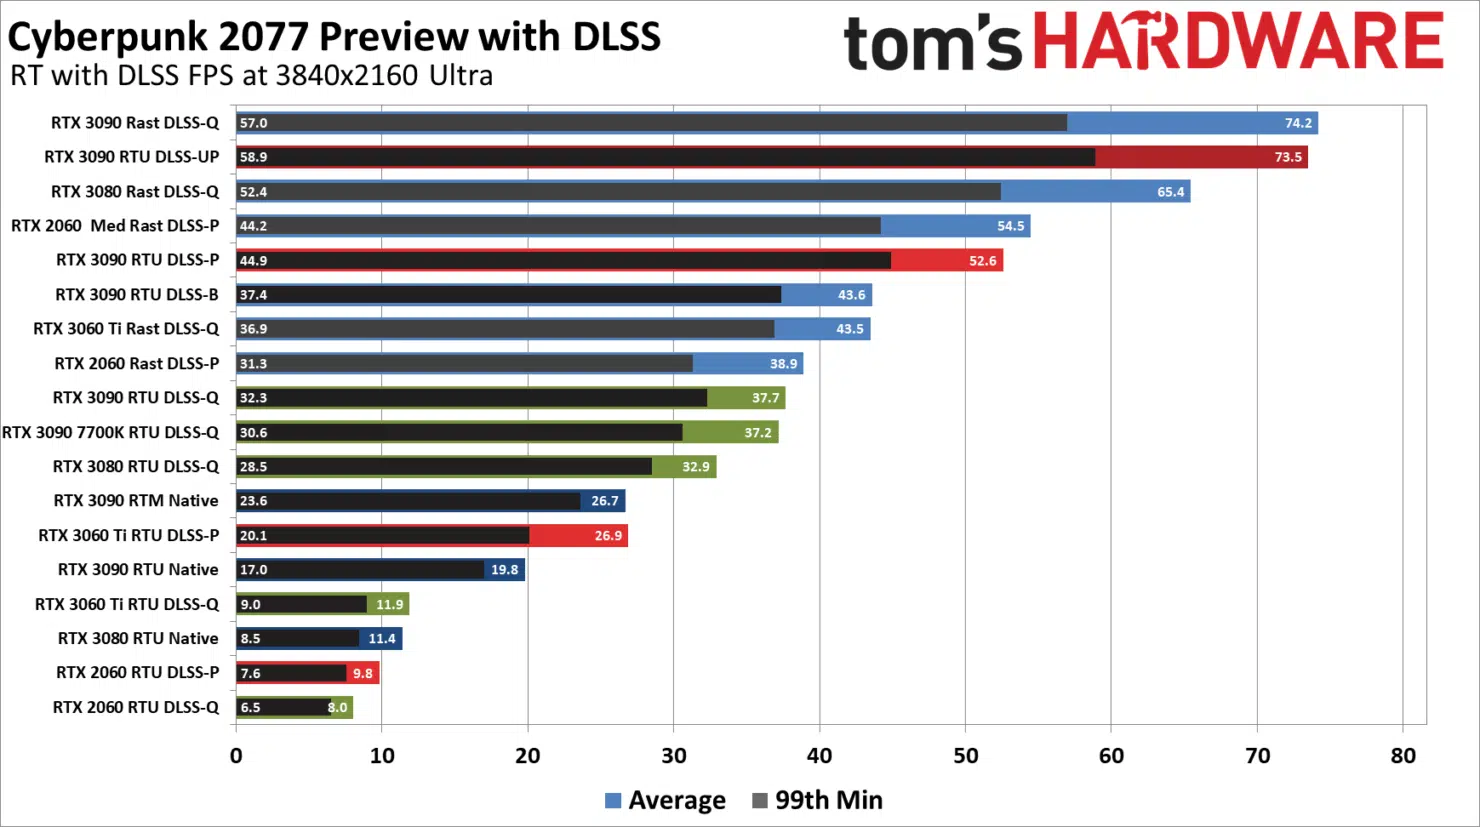 Cyberpunk 2077 Preview with DLSS
RT with DLSS FPS at 3840x2160 Ultra
tom's HARDWARE
RTX 3090 Rast DLSS-Q 57.0 74.2
RTX 3090 RTU DLSS-UP 58.9 73.5
RTX 3080 Rast DLSS-Q 52.4 65.4
RTX 2060 Med Rast DLSS-P 44.2 54.5
RTX 3090 RTU DLSS-P 44.9 52.6
RTX 3090 RTU DLSS-B 37.4 43.6
RTX 3060 Ti Rast DLSS-Q 36.9 43.5
RTX 2060 Rast DLSS-P 31.3 38.9
RTX 3090 RTU DLSS-Q 32.3 37.7
RTX 3090 7700K RTU DLSS-Q 30.6 37.2
RTX 3080 RTU DLSS-Q 28.5 32.9
RTX 3090 RTM Native 23.6 26.7
RTX 3060 Ti RTU DLSS-P 20.1 26.9
RTX 3090 RTU Native 17.0 19.8
RTX 3060 Ti RTU DLSS-Q 9.0 11.9
RTX 3080 RTU Native 8.5 11.4
RTX 2060 RTU DLSS-P 7.6 9.8
RTX 2060 RTU DLSS-Q 6.5 8.0
0 10 20 30 40 50 60 70 80
Average 99th Min